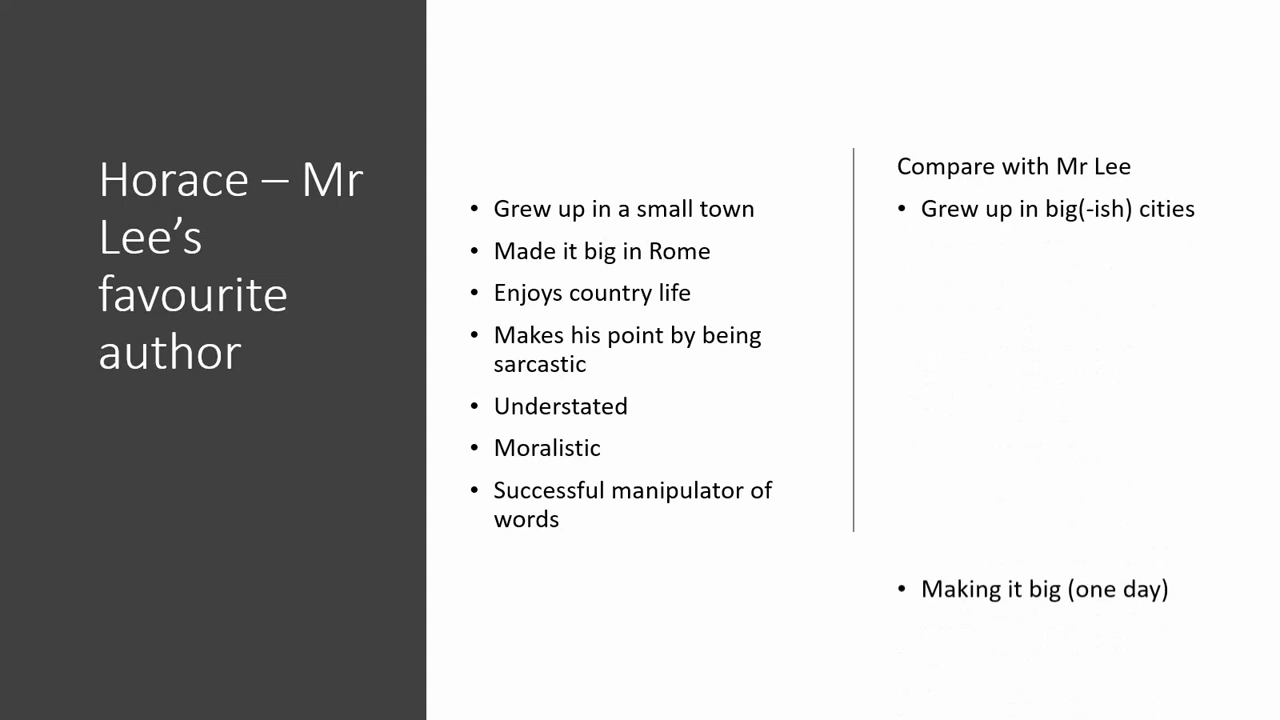 Horace – Mr
Lee’s
favourite
author
• Grew up in a small town
• Made it big in Rome
• Enjoys country life
• Makes his point by being
sarcastic
• Understated
• Moralistic
• Successful manipulator of
words
Compare with Mr Lee
• Grew up in big(-ish) cities
• Making it big (one day)